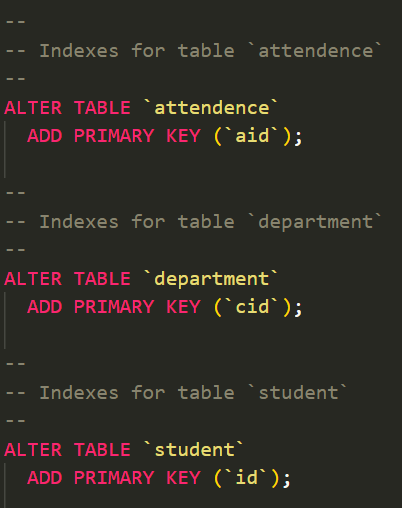 --
-- Indexes for table `attendence`
--
ALTER TABLE `attendence`
  ADD PRIMARY KEY (`aid`);

--
-- Indexes for table `department`
--
ALTER TABLE `department`
  ADD PRIMARY KEY (`cid`);

--
-- Indexes for table `student`
--
ALTER TABLE `student`
  ADD PRIMARY KEY (`id`);